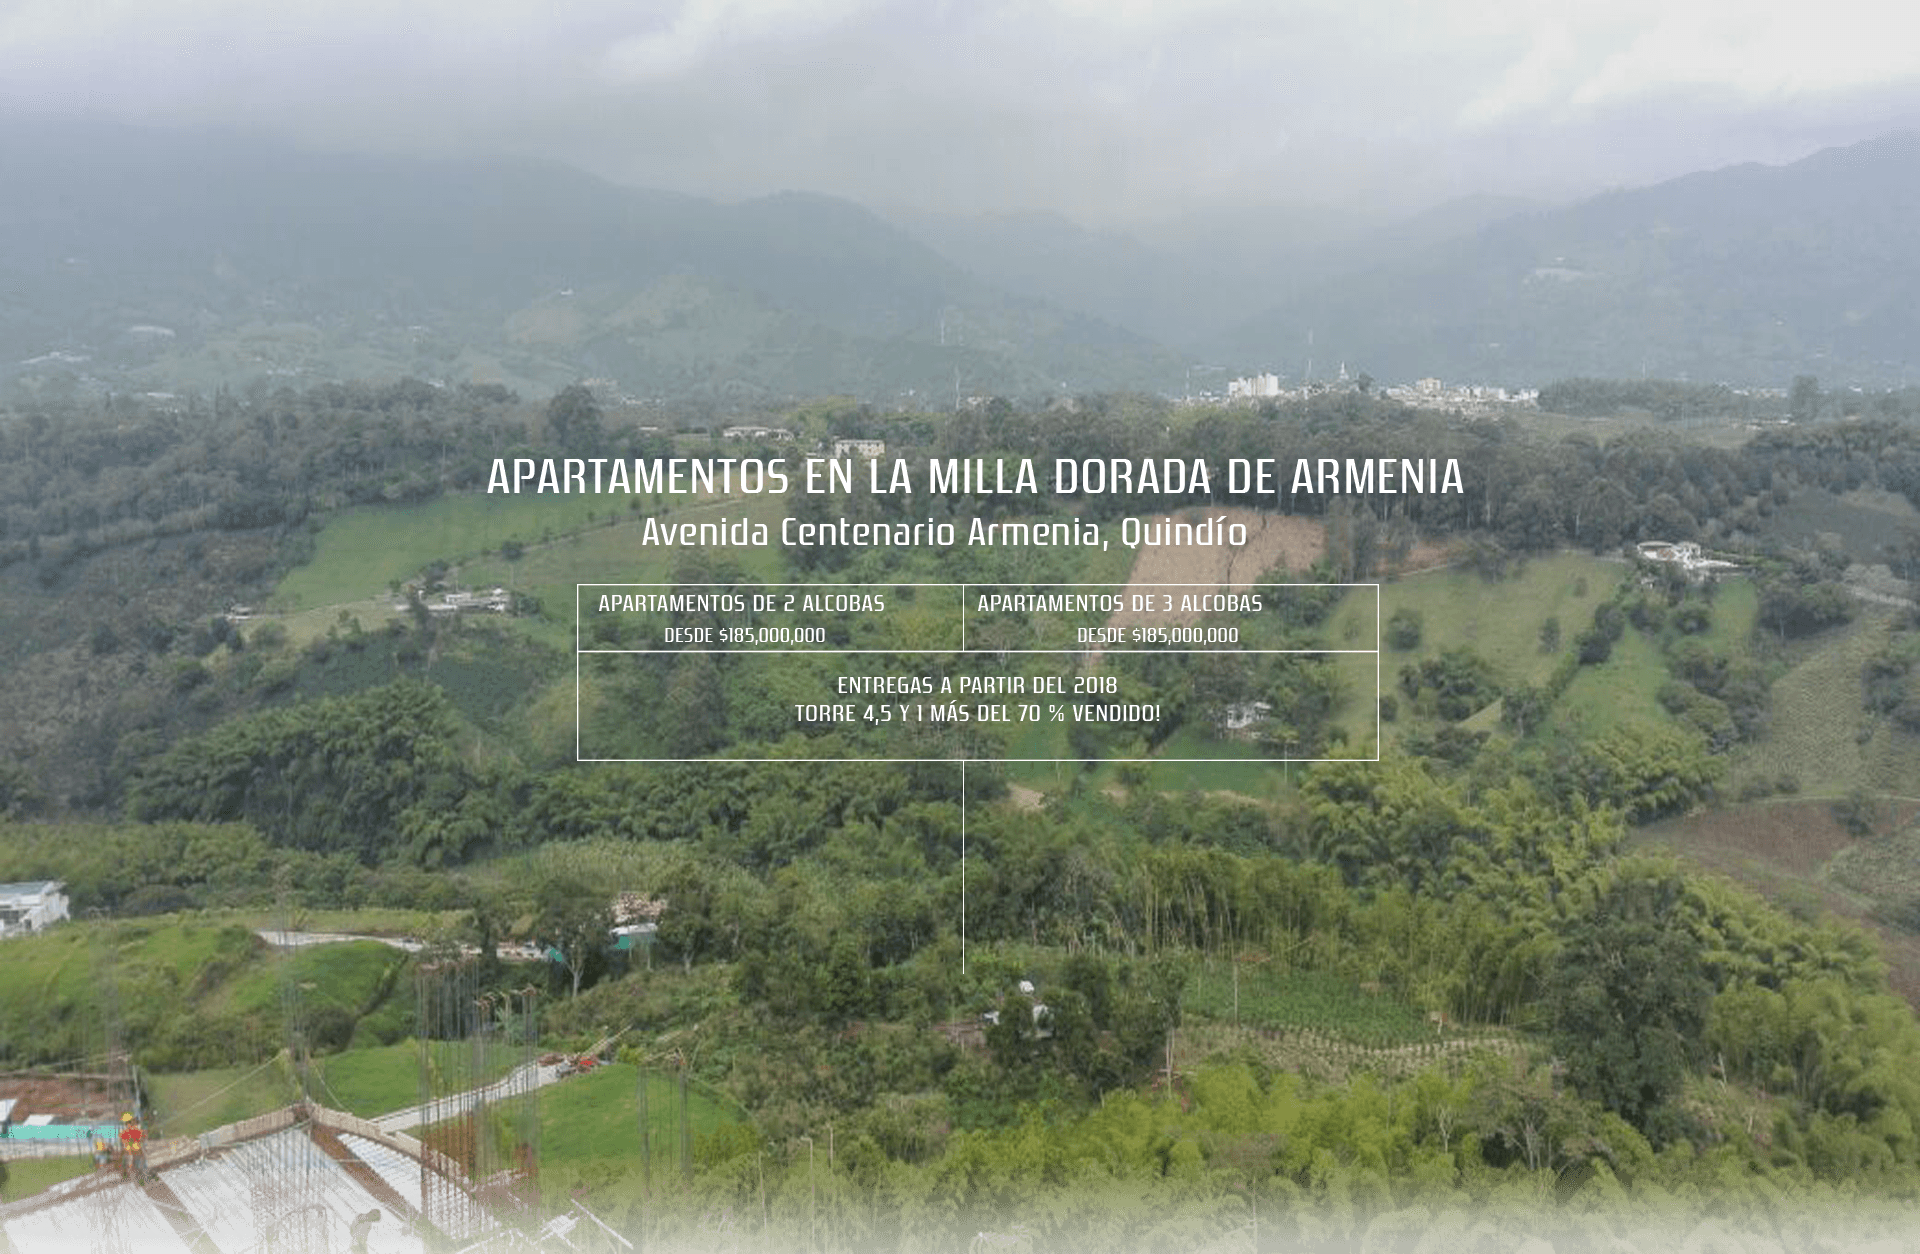 APARTAMENTOS EN LA MILLA DORADA DE ARMENIA
Avenida Centenario Armenia, Quindío
APARTAMENTOS DE 2 ALCOBAS
DESDE $185,000,000
APARTAMENTOS DE 3 ALCOBAS
DESDE $185,000,000
ENTREGAS A PARTIR DEL 2018
TORRE 4,5 Y 1 MÁS DEL 70 % VENDIDO!